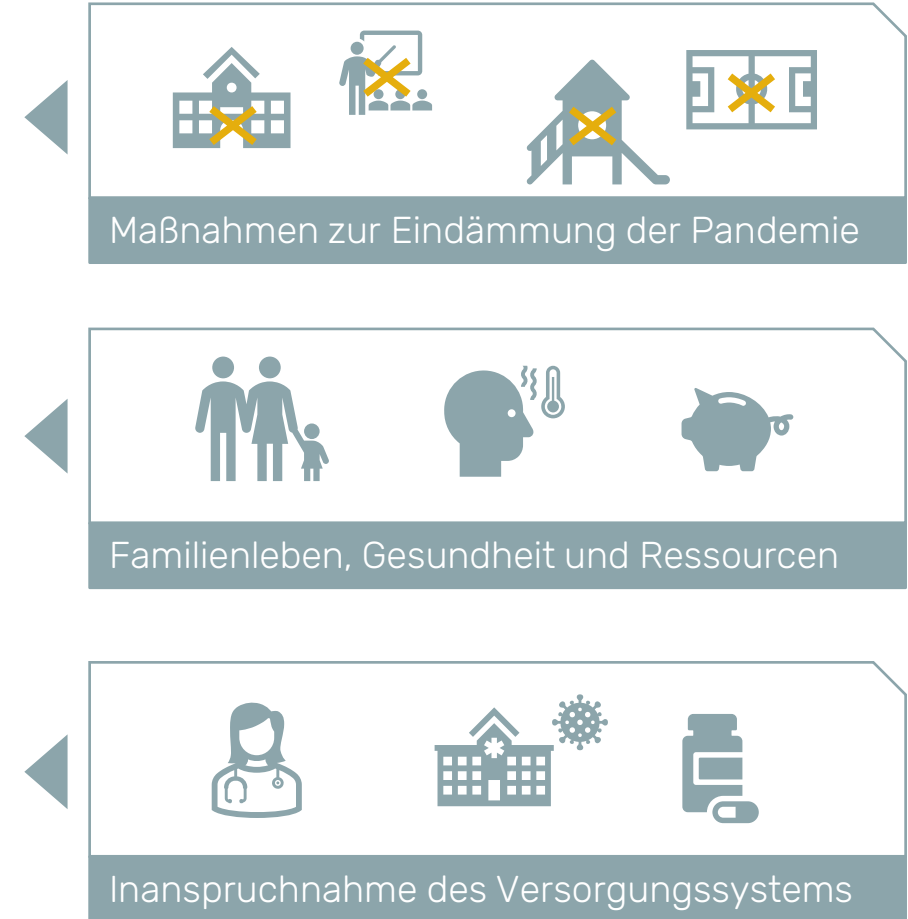 Maßnahmen zur Eindämmung der Pandemie
Familienleben, Gesundheit und Ressourcen
Inanspruchnahme des Versorgungssystems